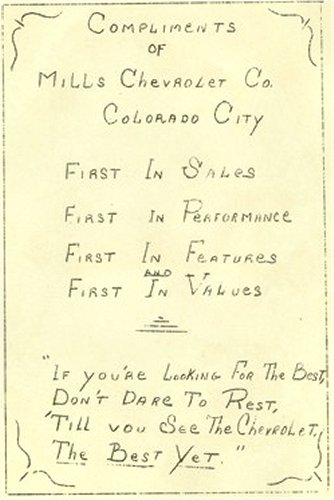 Compliments
of
Mills Chevrolet Co.
Colorado City
First In Sales
First In Performance
First In Features
and
First In Values
"If you're Looking For The Best,
Don't Dare To Rest,
'Till you See The Chevrolet,
The Best Yet."